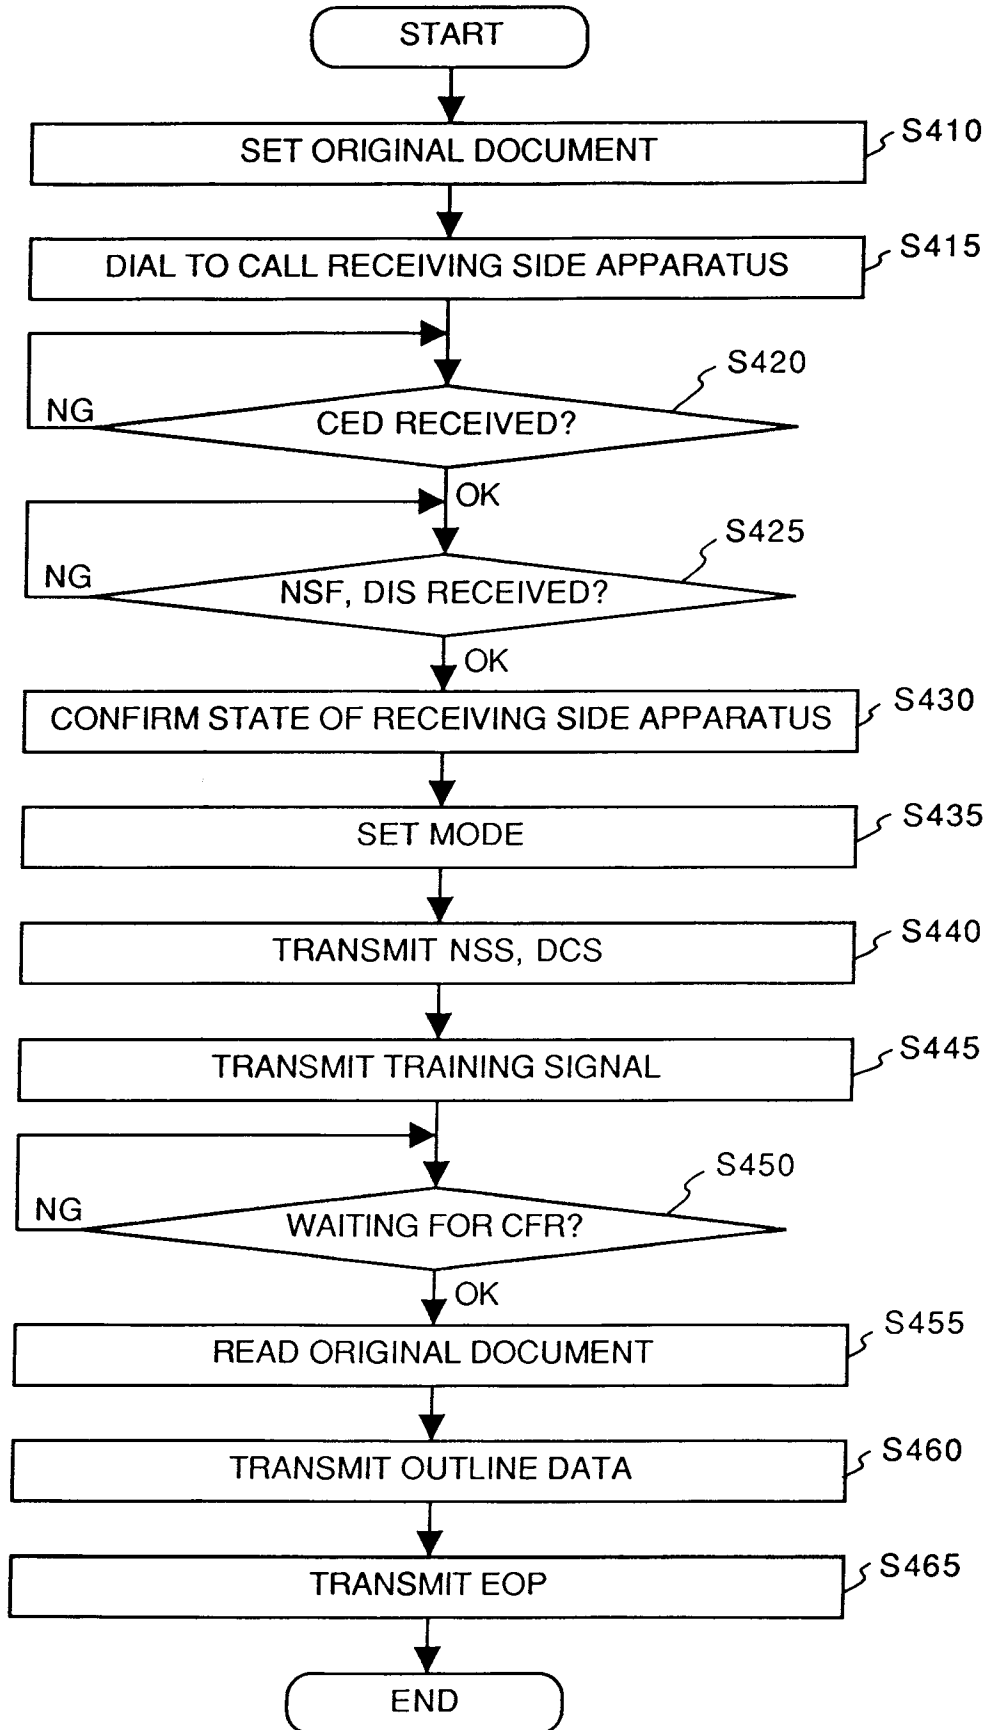 START
SET ORIGINAL DOCUMENT
S410
DIAL TO CALL RECEIVING SIDE APPARATUS
S415
S420
NG
CED RECEIVED?
OK
S425
NG
NSF, DIS RECEIVED?
OK
CONFIRM STATE OF RECEIVING SIDE APPARATUS
S430
SET MODE
S435
TRANSMIT NSS, DCS
S440
TRANSMIT TRAINING SIGNAL
S445
S450
NG
WAITING FOR CFR?
OK
READ ORIGINAL DOCUMENT
S455
TRANSMIT OUTLINE DATA
S460
TRANSMIT EOP
S465
END